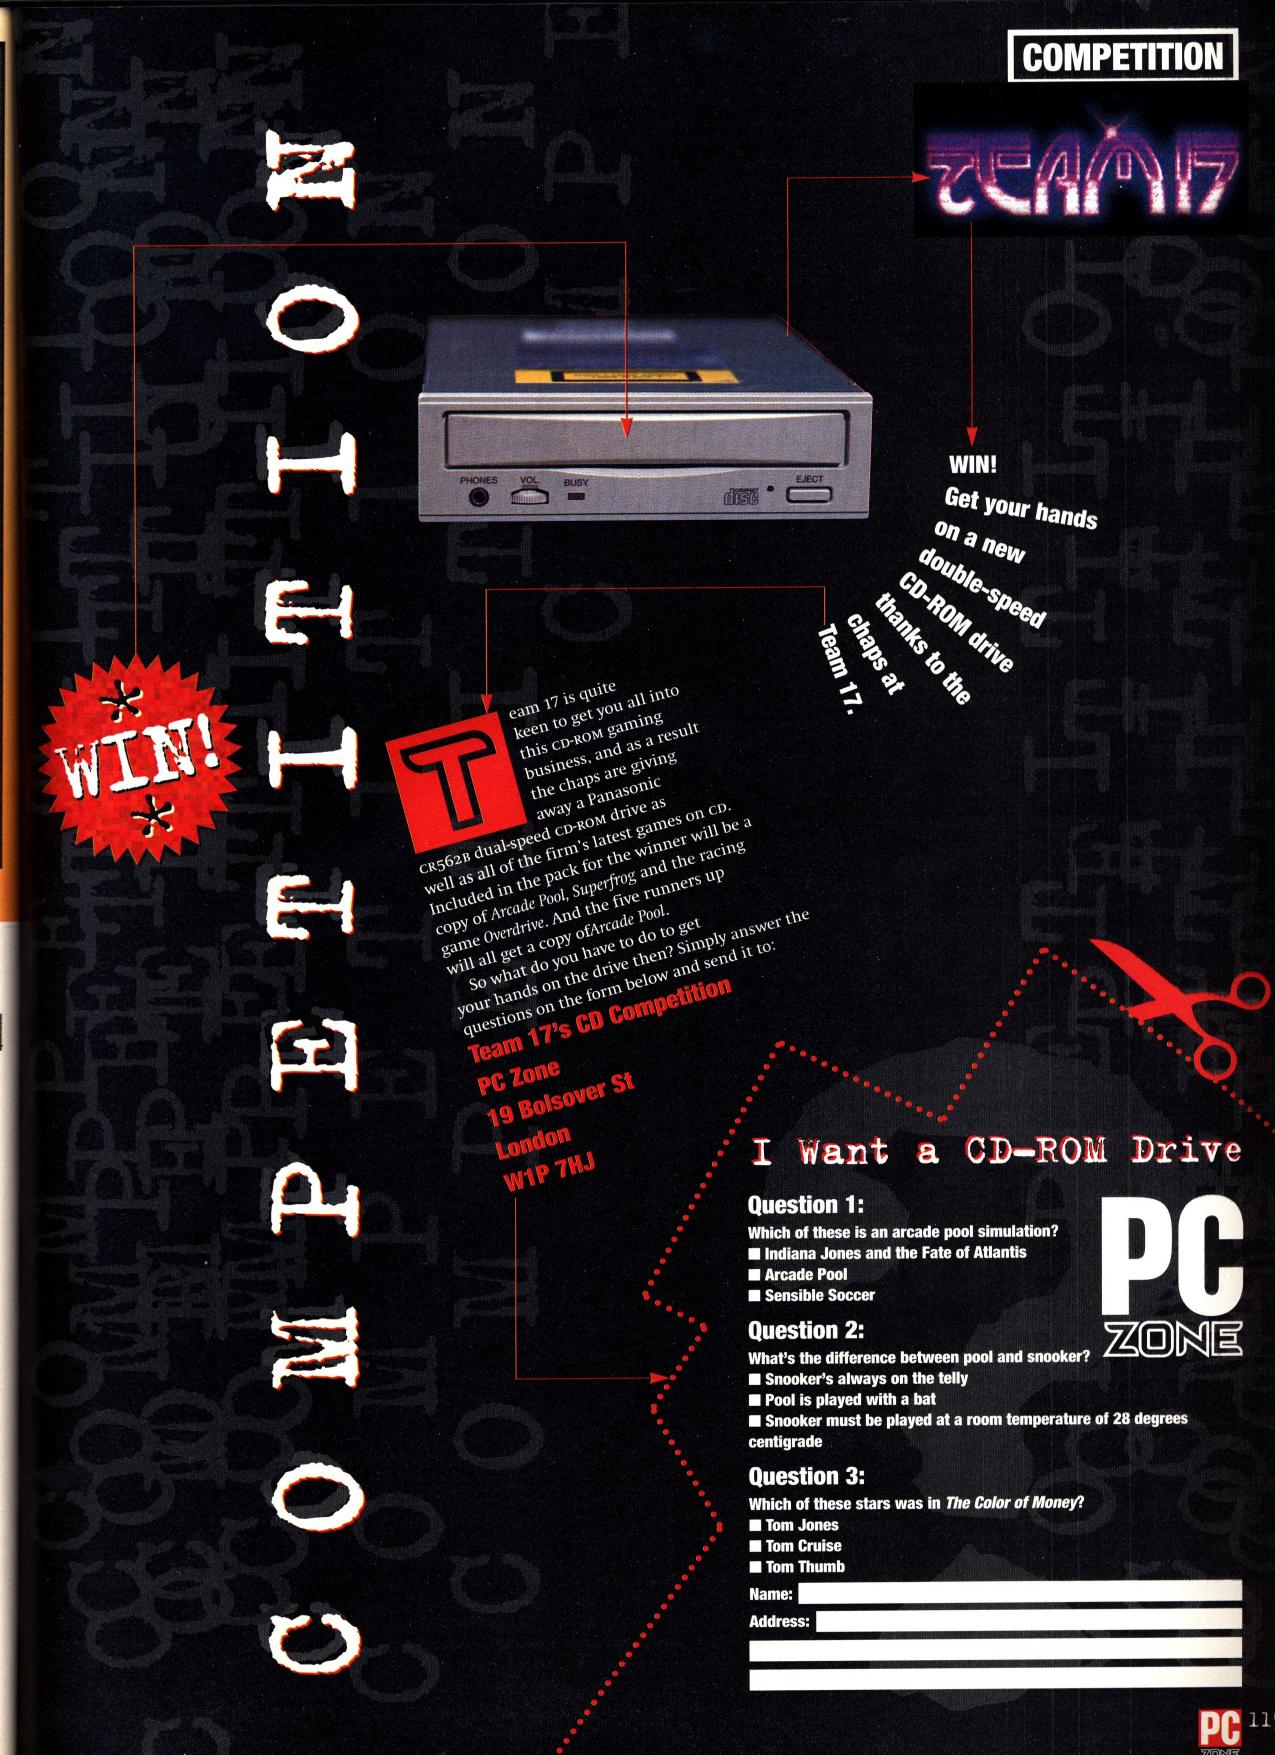 COMPETITION
TEAM 17
COMPETITION
PHONES
VOL.
BUSY
COMPACT
disc
EJECT
WIN!
Get your hands
on a new
double-speed
CD-ROM drive
thanks to the
chaps at
Team 17.
WIN!
Team 17 is quite
keen to get you all into
this CD-ROM gaming
business, and as a result
the chaps are giving
away a Panasonic
CR562B dual-speed CD-ROM drive as
well as all of the firm's latest games on CD.
Included in the pack for the winner will be a
copy of Arcade Pool, Superfrog and the racing
game Overdrive. And the five runners up
will all get a copy ofArcade Pool.
So what do you have to do to get
your hands on the drive then? Simply answer the
questions on the form below and send it to:
Team 17's CD Competition
PC Zone
19 Bolsover St
London
W1P 7HJ
I Want a CD-ROM Drive
PC
ZONE
Question 1:
Which of these is an arcade pool simulation?
Indiana Jones and the Fate of Atlantis
Arcade Pool
Sensible Soccer
Question 2:
What's the difference between pool and snooker?
Snooker's always on the telly
Pool is played with a bat
Snooker must be played at a room temperature of 28 degrees
centigrade
Question 3:
Which of these stars was in The Color of Money?
Tom Jones
Tom Cruise
Tom Thumb
Name:
Address:
PC
ZONE